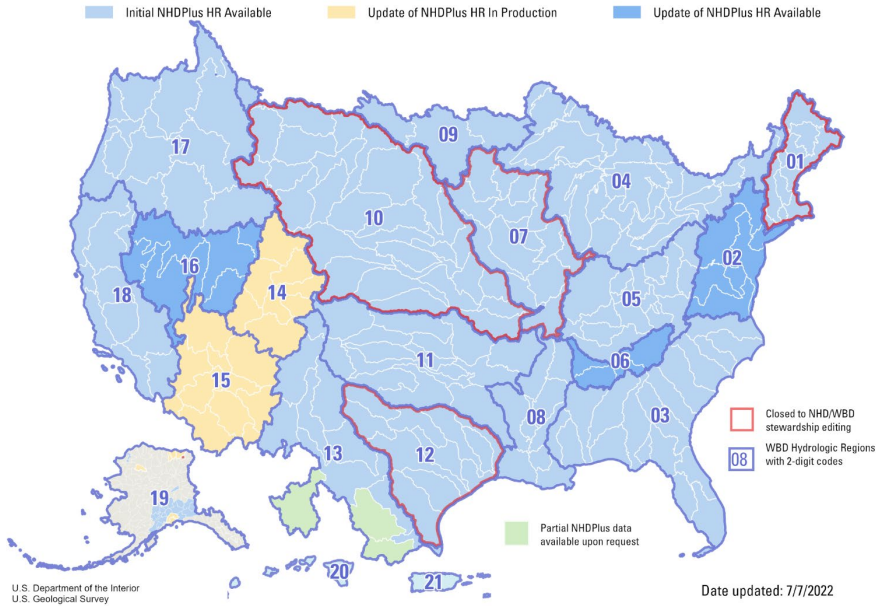 Initial NHDPlus HR Available
Update of NHDPlus HR In Production
Update of NHDPlus HR Available
17
09
01
04
10
07
02
16
18
14
05
15
11
06
08
03
13
12
19
20
21
Closed to NHD/WBD
stewardship editing
08
WBD Hydrologic Regions
with 2-digit codes
Partial NHDPlus data
available upon request
U.S. Department of the Interior
U.S. Geological Survey
Date updated: 7/7/2022